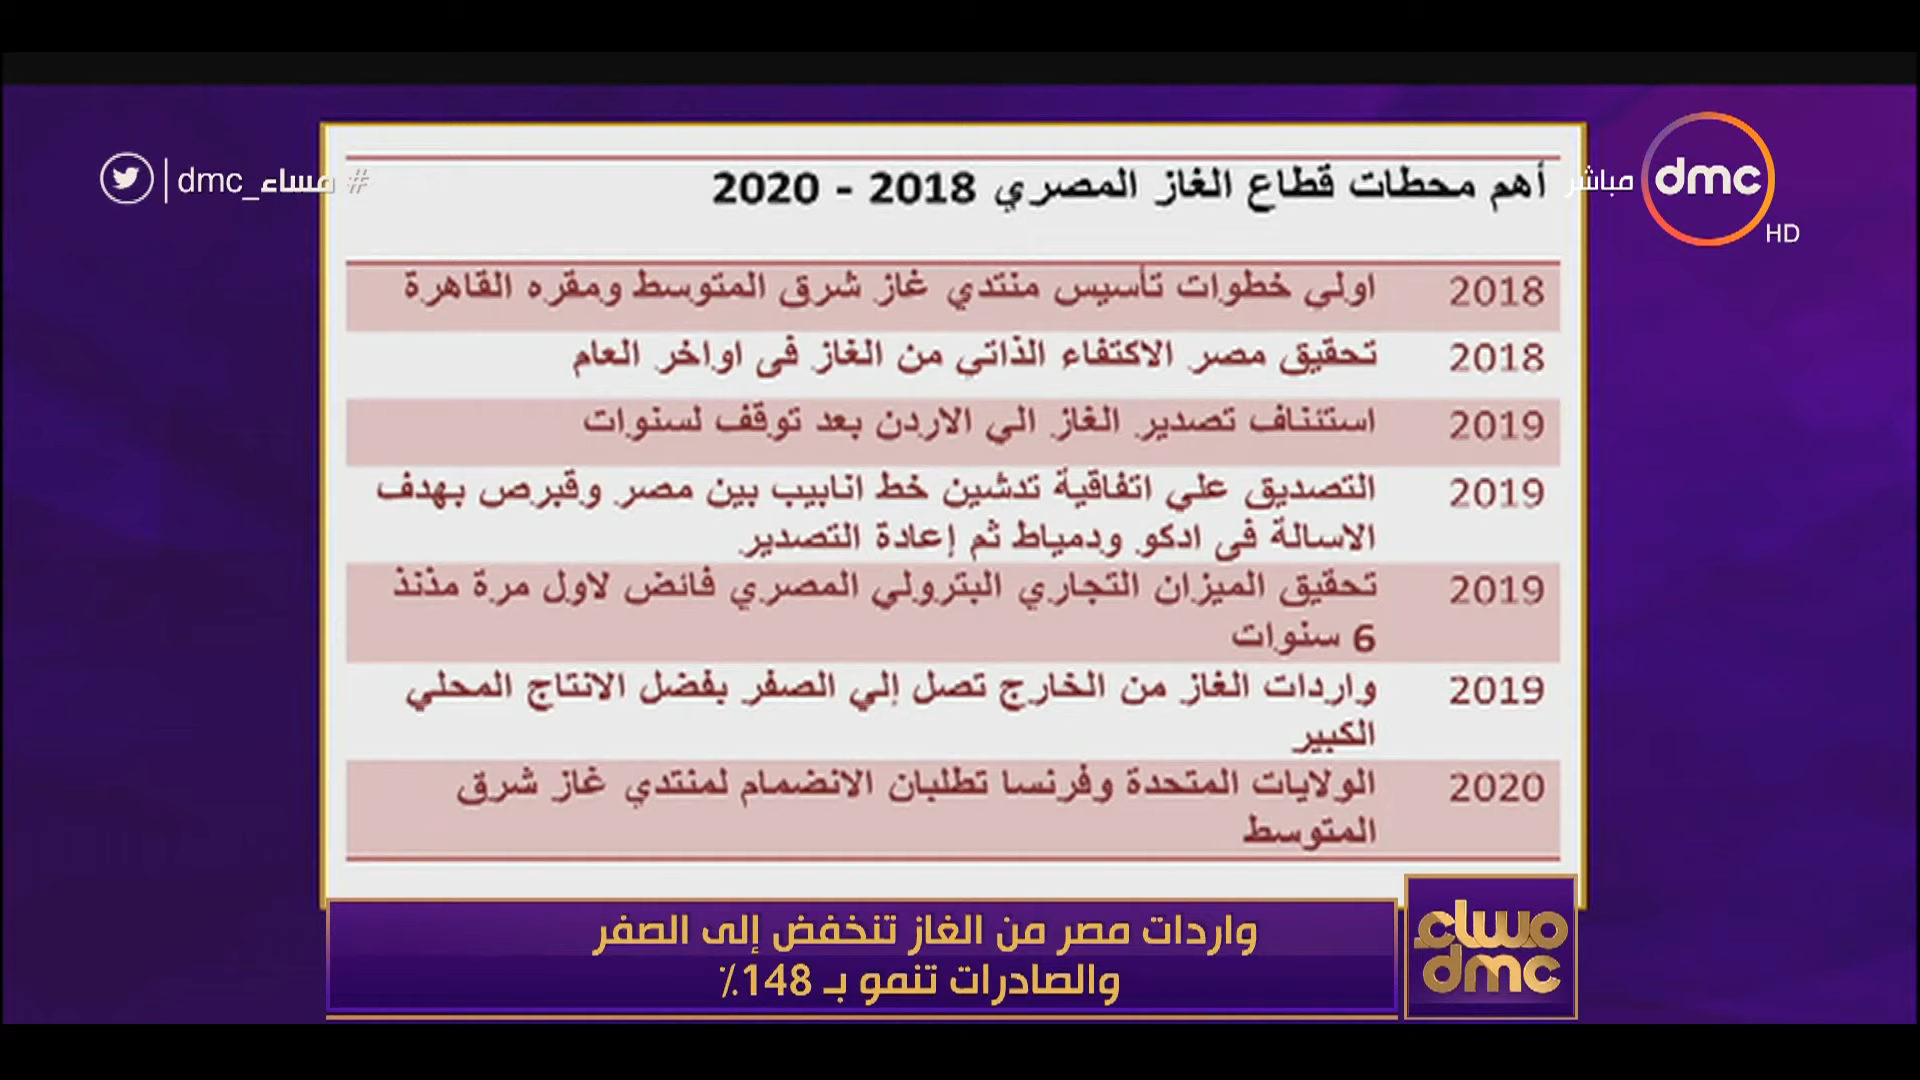 # مساء_dmc
dmc
مباشر
HD
أهم محطات قطاع الغاز المصري 2018 - 2020
2018 اولي خطوات تأسيس منتدي غاز شرق المتوسط ومقره القاهرة
2018 تحقيق مصر الاكتفاء الذاتي من الغاز في اواخر العام
2019 استئناف تصدير الغاز الي الاردن بعد توقف لسنوات
2019 التصديق علي اتفاقية تدشين خط انابيب بين مصر وقبرص بهدف
الاسالة في ادكو ودمياط ثم إعادة التصدير
2019 تحقيق الميزان التجاري البترولي المصري فائض لاول مرة مذنذ
6 سنوات
2019 واردات الغاز من الخارج تصل إلي الصفر بفضل الانتاج المحلي
الكبير
2020 الولايات المتحدة وفرنسا تطلبان الانضمام لمنتدي غاز شرق
المتوسط
واردات مصر من الغاز تنخفض إلى الصفر
والصادرات تنمو بـ 148٪
مساء
dmc